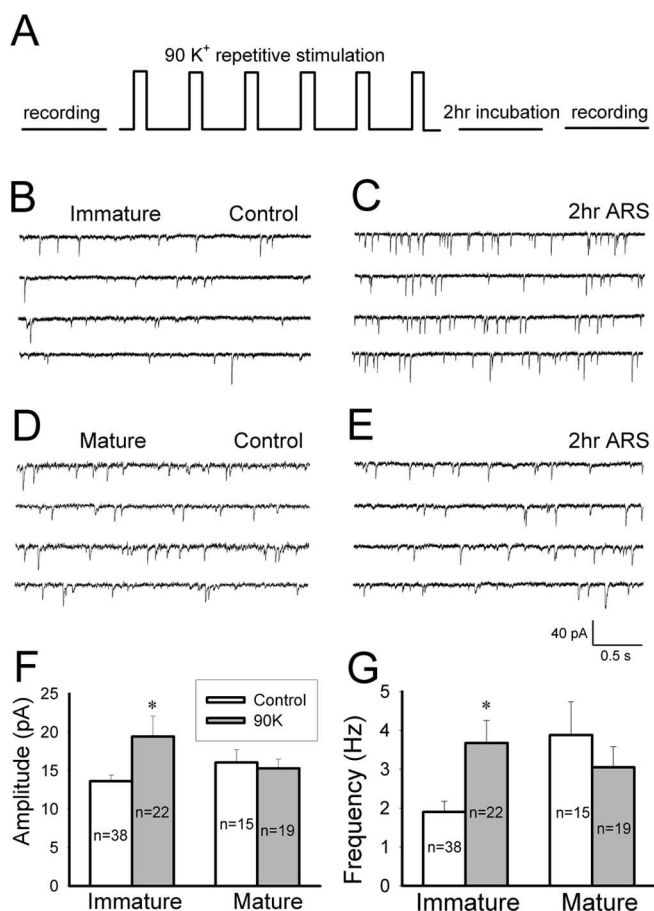 A
90 K+ repetitive stimulation
recording
2hr incubation
recording
B
Immature
Control
C
2hr ARS
D
Mature
Control
E
2hr ARS
40 pA
0.5 s
F
Amplitude (pA)
25
20
15
10
5
0
*
Control
90K
n=38
n=22
n=15
n=19
Immature
Mature
G
Frequency (Hz)
5
4
3
2
1
0
*
n=38
n=22
n=15
n=19
Immature
Mature